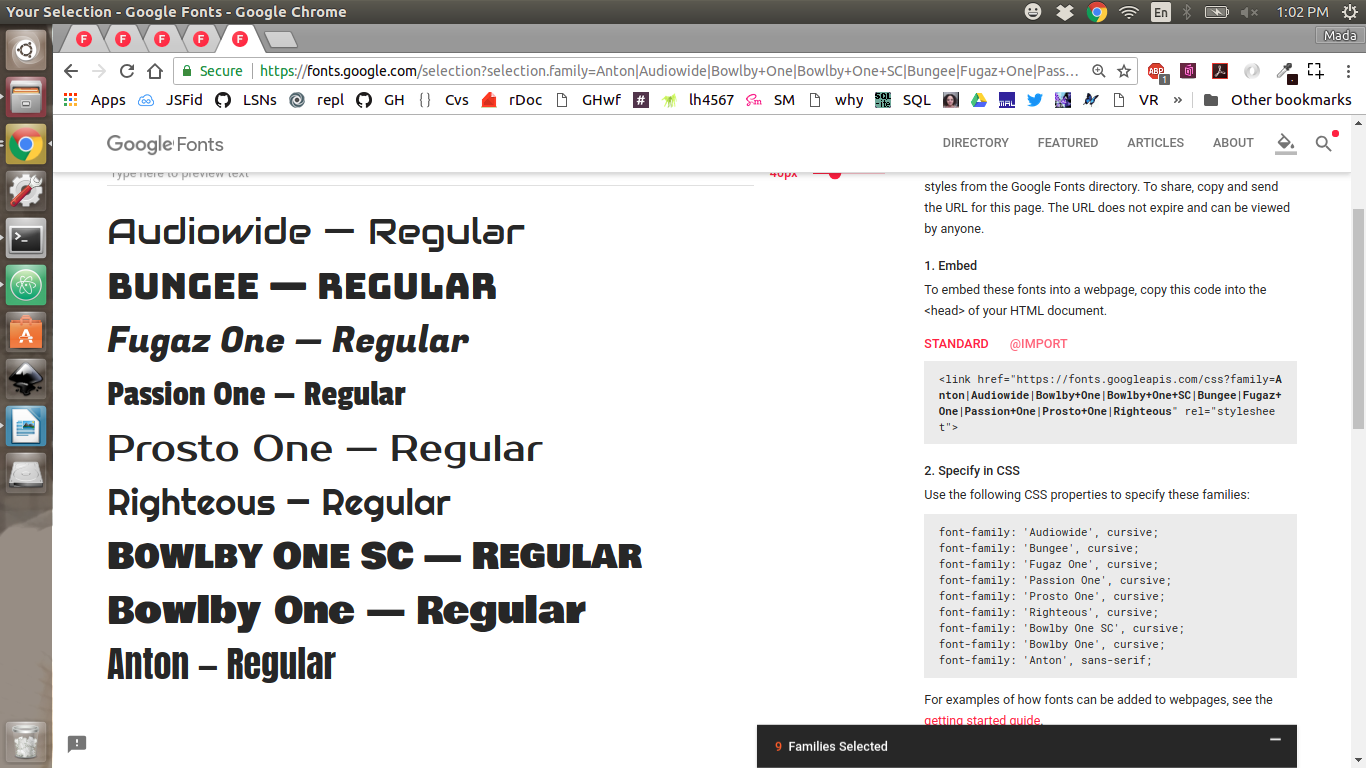 Your Selection - Google Fonts - Google Chrome
En
1:02 PM
Mada
Secure
https://fonts.google.com/selection?selection.family=Anton|Audiowide|Bowlby+One|Bowlby+One+SC|Bungee|Fugaz+One|Pass...
Apps
JSFid
LSNs
repl
GH
Cvs
rDoc
GHwf
lh4567
SM
why
SQL
VR
»
Other bookmarks
Google Fonts
DIRECTORY
FEATURED
ARTICLES
ABOUT
Type here to preview text
40px
Audiowide — Regular
BUNGEE — REGULAR
Fugaz One — Regular
Passion One — Regular
Prosto One — Regular
Righteous — Regular
BOWLBY ONE SC — REGULAR
Bowlby One — Regular
Anton — Regular
styles from the Google Fonts directory. To share, copy and send
the URL for this page. The URL does not expire and can be viewed
by anyone.
1. Embed
To embed these fonts into a webpage, copy this code into the
<head> of your HTML document.
STANDARD
@IMPORT
<link href="https://fonts.googleapis.com/css?family=A
nton|Audiowide|Bowlby+One|Bowlby+One+SC|Bungee|Fugaz+
One|Passion+One|Prosto+One|Righteous" rel="styleshee
t">
2. Specify in CSS
Use the following CSS properties to specify these families:
font-family: 'Audiowide', cursive;
font-family: 'Bungee', cursive;
font-family: 'Fugaz One', cursive;
font-family: 'Passion One', cursive;
font-family: 'Prosto One', cursive;
font-family: 'Righteous', cursive;
font-family: 'Bowlby One SC', cursive;
font-family: 'Bowlby One', cursive;
font-family: 'Anton', sans-serif;
For examples of how fonts can be added to webpages, see the
getting started guide.
9 Families Selected